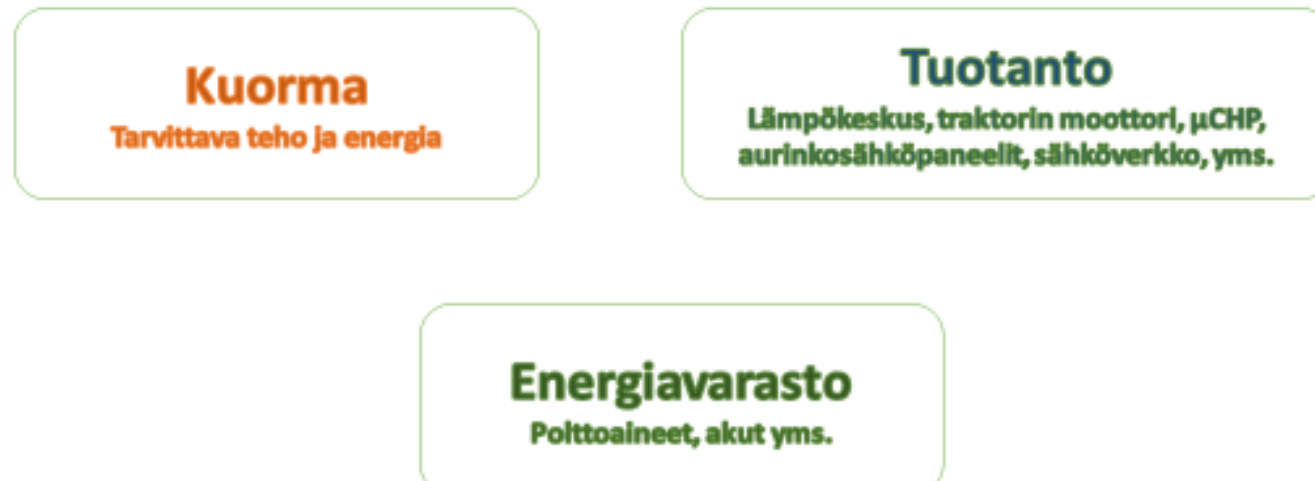 Kuorma
Tarvittava teho ja energia
Tuotanto
Lämpökeskus, traktorin moottori, µCHP,
aurinkosähköpaneelit, sähköverkko, yms.
Energiavarasto
Polttoaineet, akut yms.